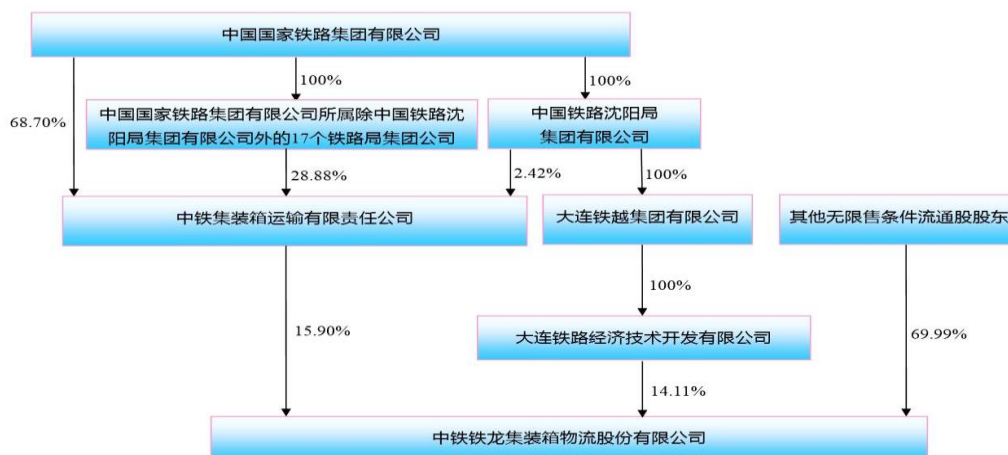 中国国家铁路集团有限公司
100%
100%
68.70%
中国国家铁路集团有限公司所属除中国铁路沈
阳局集团有限公司外的17个铁路局集团公司
中国铁路沈阳局
集团有限公司
28.88%
2.42%
100%
中铁集装箱运输有限责任公司
大连铁越集团有限公司
其他无限售条件流通股股东
100%
15.90%
大连铁路经济技术开发有限公司
69.99%
14.11%
中铁铁龙集装箱物流股份有限公司